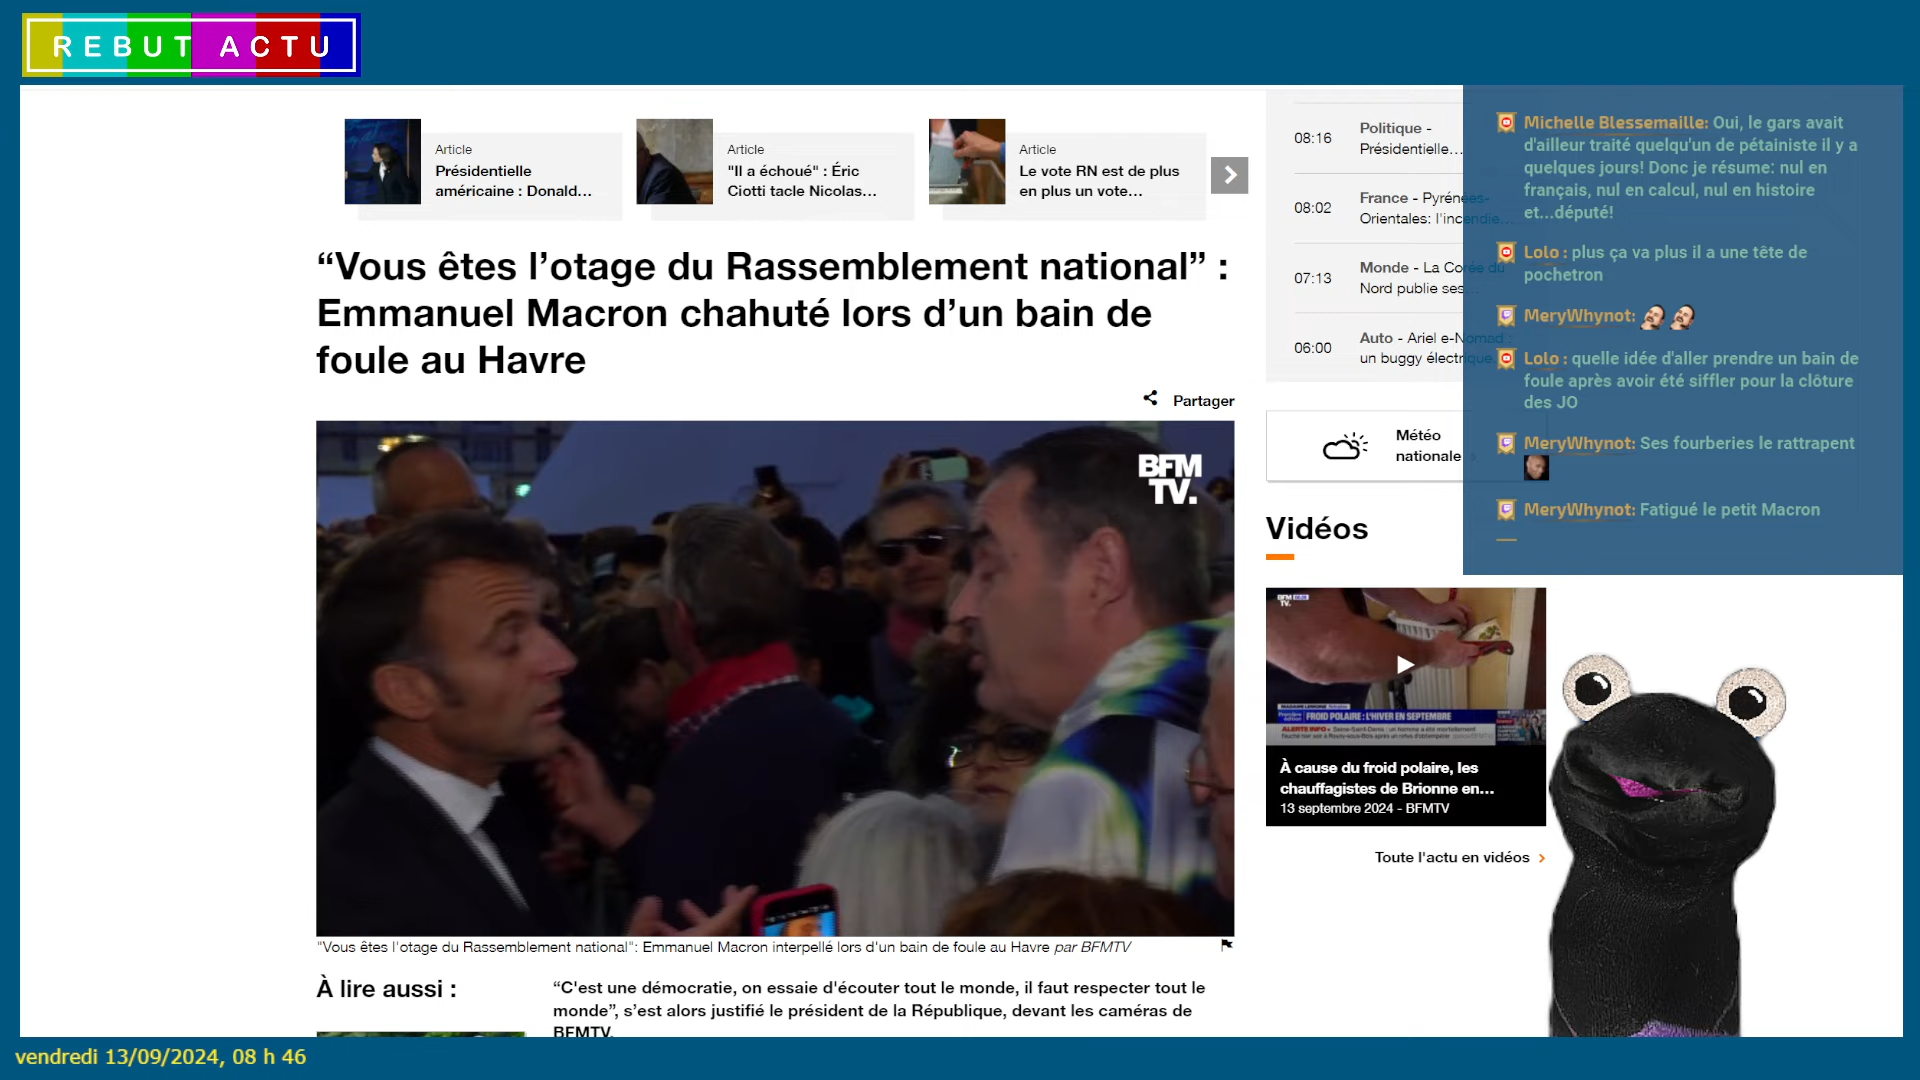 REBUT ACTU
Article
Présidentielle
américaine : Donald...
Article
"Il a échoué" : Éric
Ciotti tacle Nicolas...
Article
Le vote RN est de plus
en plus un vote...
“Vous êtes l’otage du Rassemblement national” :
Emmanuel Macron chahuté lors d’un bain de
foule au Havre
Partager
BFM
TV.
"Vous êtes l'otage du Rassemblement national": Emmanuel Macron interpellé lors d'un bain de foule au Havre par BFMTV
À lire aussi :
“C'est une démocratie, on essaie d'écouter tout le monde, il faut respecter tout le
monde”, s’est alors justifié le président de la République, devant les caméras de
BFMTV.
08:16
Politique -
Présidentielle...
08:02
France - Pyrénées-
Orientales: l'incendie...
07:13
Monde - La Corée du
Nord publie ses...
06:00
Auto - Ariel e-Nomad :
un buggy électrique...
Météo
nationale
Vidéos
BFM
TV.
PREMIÈRE ÉDITION
FROID POLAIRE : L'HIVER EN SEPTEMBRE
ALERTE INFO
À cause du froid polaire, les
chauffagistes de Brionne en...
13 septembre 2024 - BFMTV
Toute l'actu en vidéos
Michelle Blessemaille: Oui, le gars avait
d'ailleur traité quelqu'un de pétainiste il y a
quelques jours! Donc je résume: nul en
français, nul en calcul, nul en histoire
et...député!
Lolo : plus ça va plus il a une tête de
pochetron
MeryWhynot:
Lolo : quelle idée d'aller prendre un bain de
foule après avoir été siffler pour la clôture
des JO
MeryWhynot: Ses fourberies le rattrapent
MeryWhynot: Fatigué le petit Macron
vendredi 13/09/2024, 08 h 46